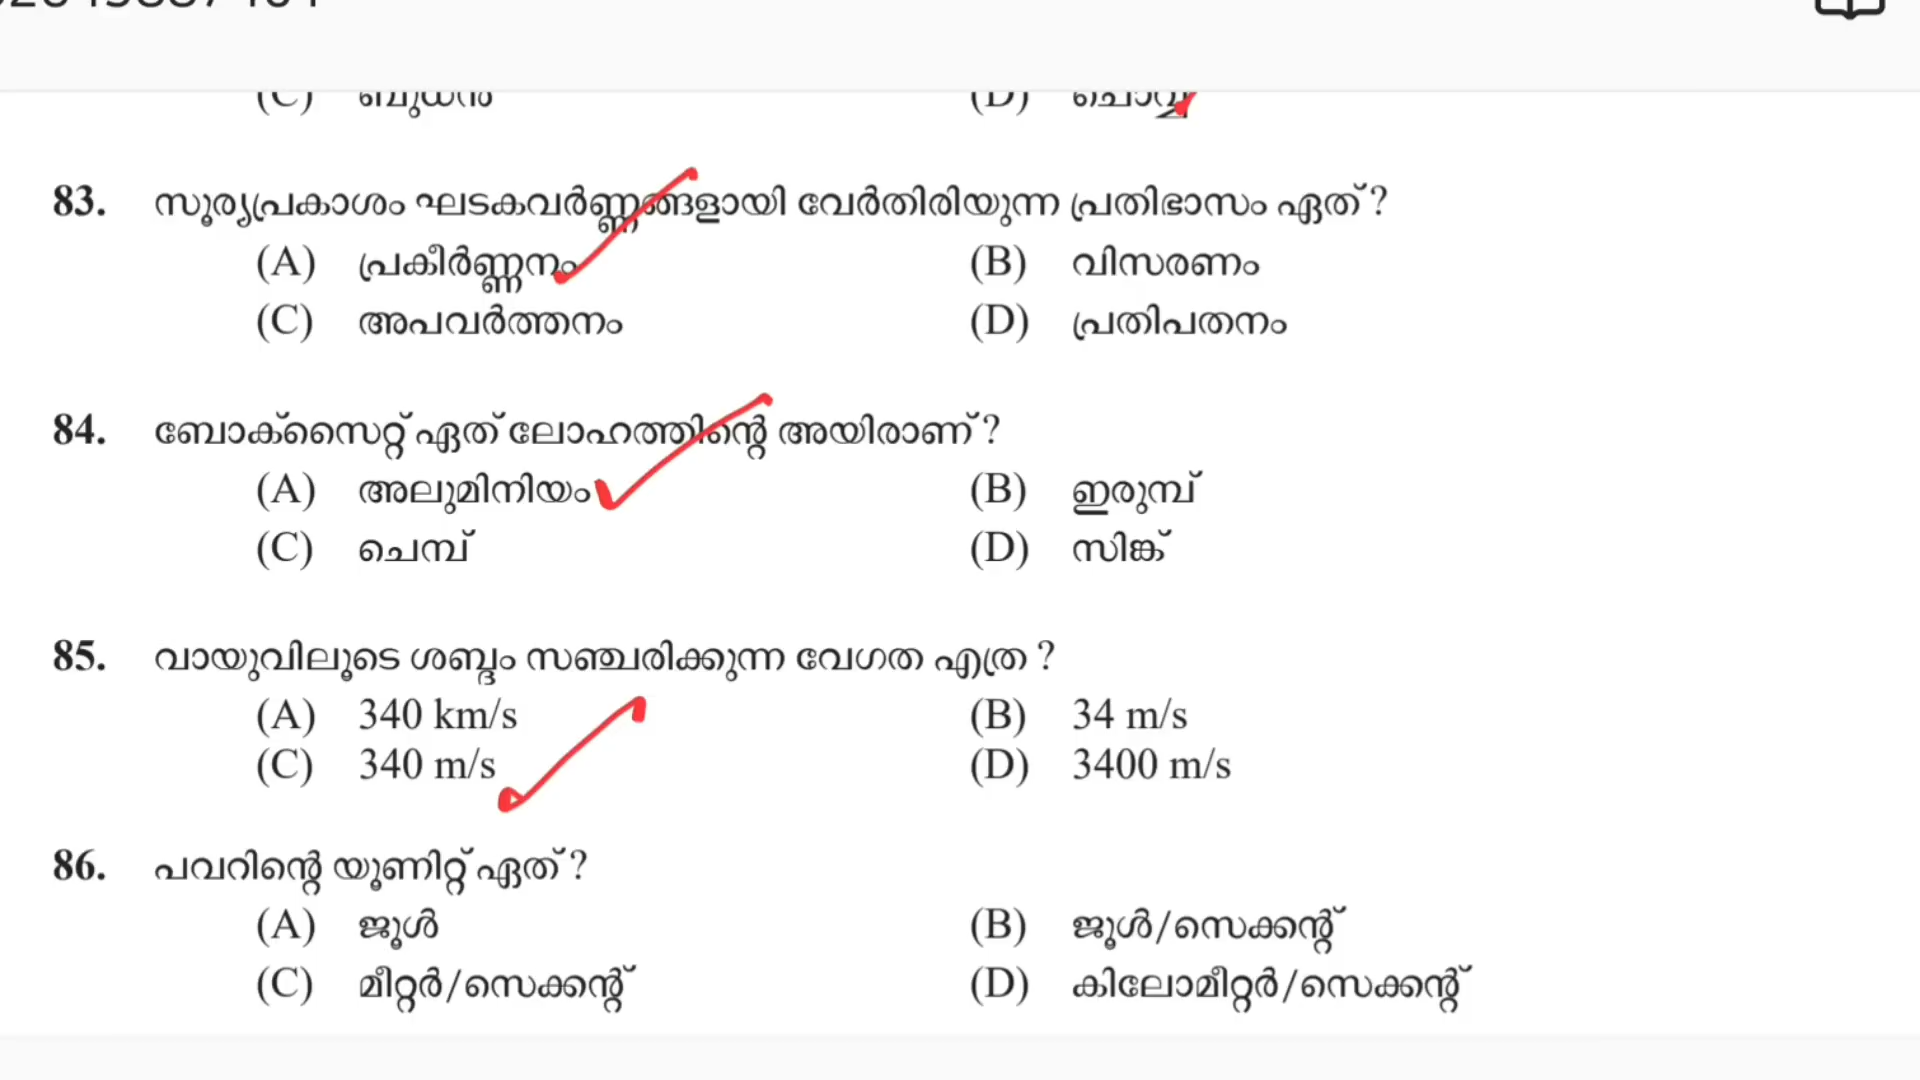 (C) ബുധൻ (D) ചൊവ്വ
83. സൂര്യപ്രകാശം ഘടകവർണ്ണങ്ങളായി വേർതിരിയുന്ന പ്രതിഭാസം ഏത് ?
(A) പ്രകീർണ്ണനം (B) വിസരണം
(C) അപവർത്തനം (D) പ്രതിപതനം
84. ബോക്സൈറ്റ് ഏത് ലോഹത്തിന്റെ അയിരാണ് ?
(A) അലുമിനിയം (B) ഇരുമ്പ്
(C) ചെമ്പ് (D) സിങ്ക്
85. വായുവിലൂടെ ശബ്ദം സഞ്ചരിക്കുന്ന വേഗത എത്ര ?
(A) 340 km/s (B) 34 m/s
(C) 340 m/s (D) 3400 m/s
86. പവറിന്റെ യൂണിറ്റ് ഏത് ?
(A) ജൂൾ (B) ജൂൾ/സെക്കന്റ്
(C) മീറ്റർ/സെക്കന്റ് (D) കിലോമീറ്റർ/സെക്കന്റ്